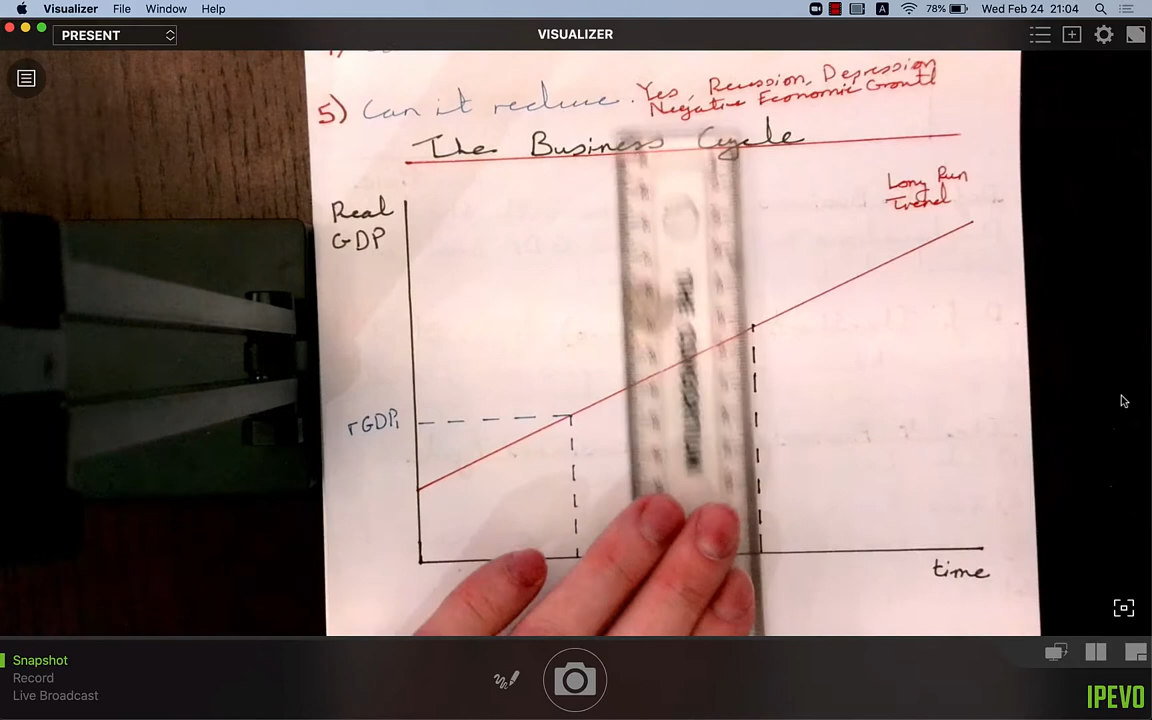 Visualizer File Window Help
78% Wed Feb 24 21:04
PRESENT
VISUALIZER
5) Can it reduce. Yes, Recession, Depression
Negative Economic Growth
The Business Cycle
Long Run
Trend
Real
GDP
rGDP1
time
Snapshot
Record
Live Broadcast
IPEVO